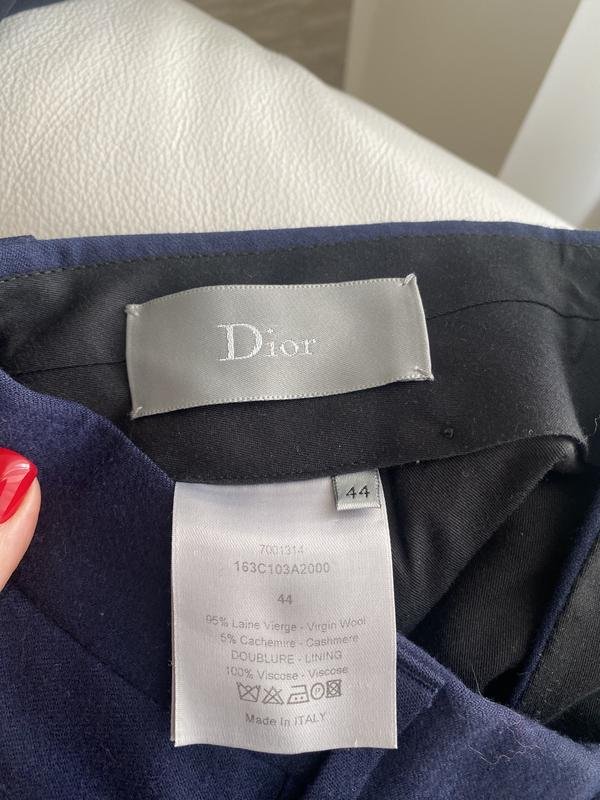 Dior
44
7001314
163C103A2000
44
95% Laine Vierge - Virgin Wool
5% Cachemire - Cashmere
DOUBLURE - LINING
100% Viscose - Viscose
Made In ITALY